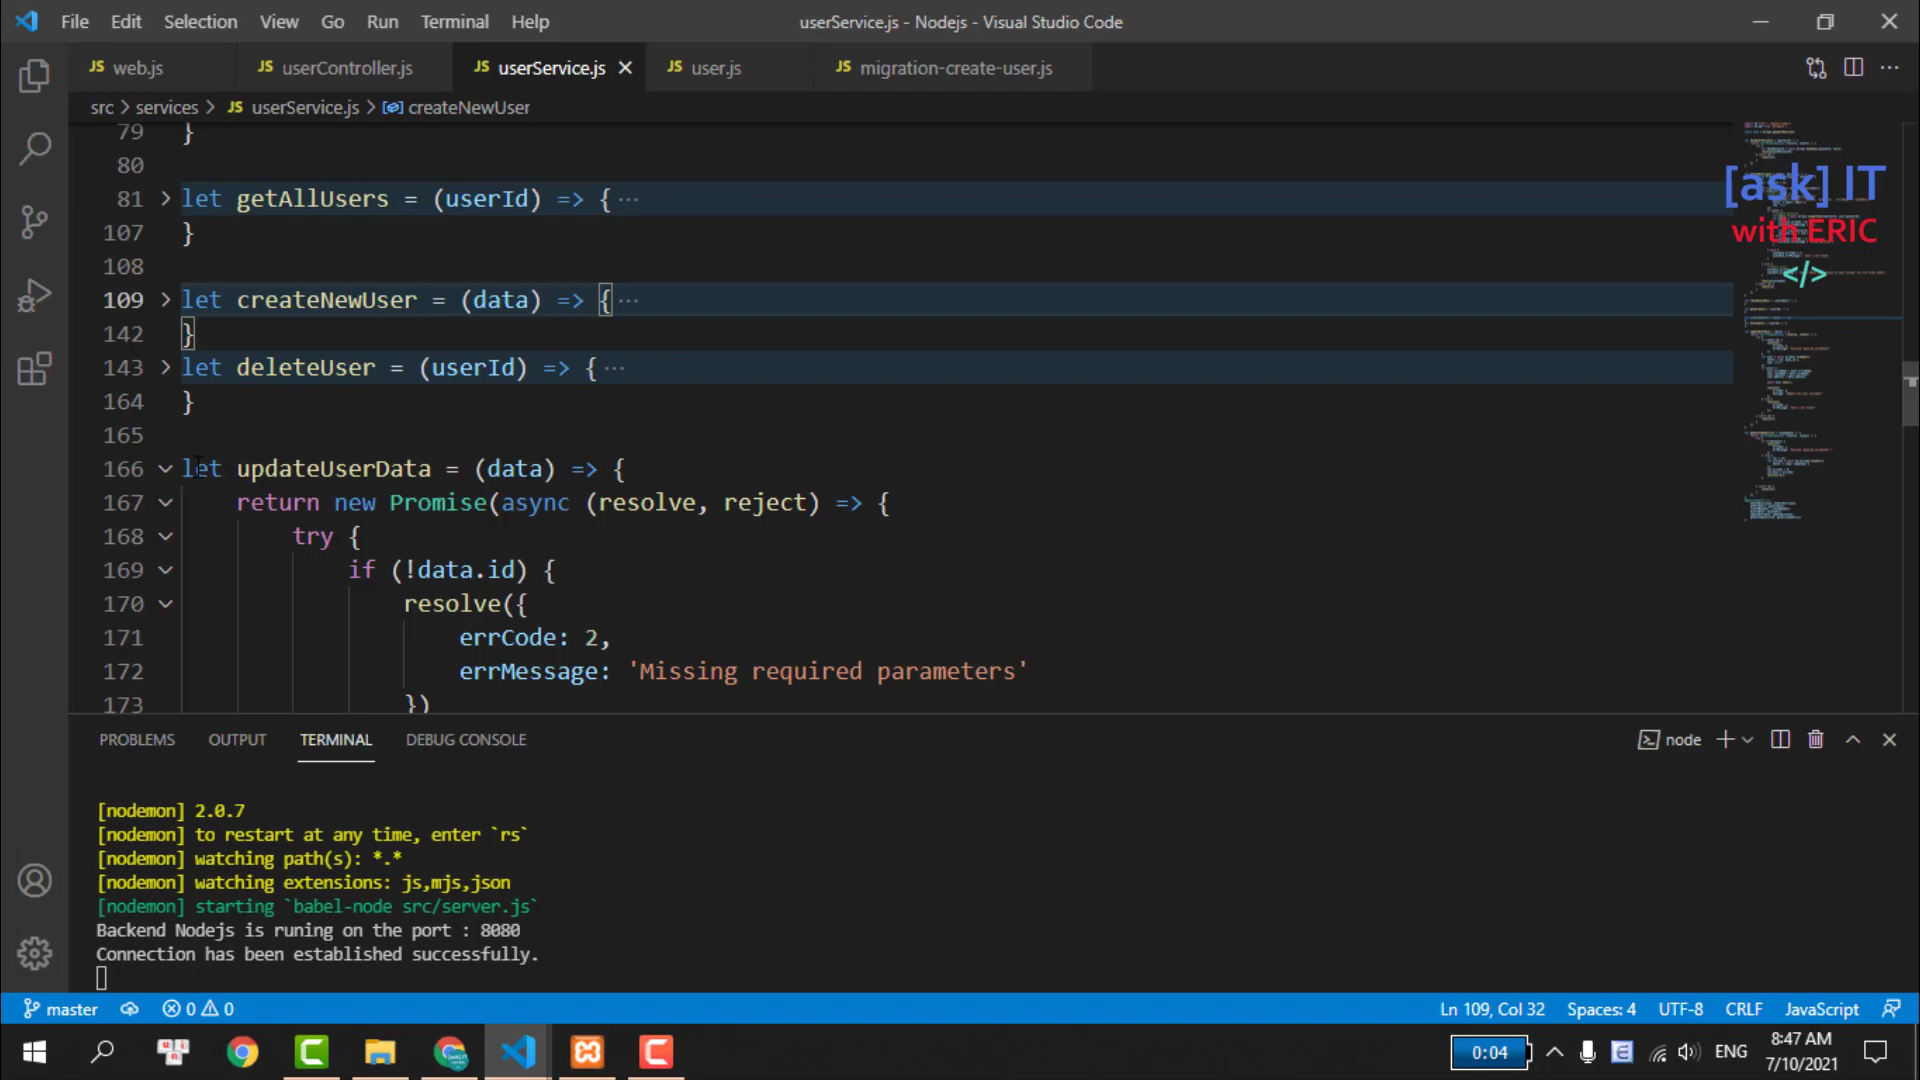 File Edit Selection View Go Run Terminal Help
userService.js - Nodejs - Visual Studio Code
JS web.js
JS userController.js
JS userService.js
JS user.js
JS migration-create-user.js
src > services > JS userService.js > createNewUser
79 }
80
81 let getAllUsers = (userId) => {···
107 }
108
109 let createNewUser = (data) => {···
142 }
143 let deleteUser = (userId) => {···
164 }
165
166 let updateUserData = (data) => {
167 return new Promise(async (resolve, reject) => {
168 try {
169 if (!data.id) {
170 resolve({
171 errCode: 2,
172 errMessage: 'Missing required parameters'
173 })
[ask] IT
with ERIC
</>
PROBLEMS OUTPUT TERMINAL DEBUG CONSOLE
node
[nodemon] 2.0.7
[nodemon] to restart at any time, enter `rs`
[nodemon] watching path(s): *.*
[nodemon] watching extensions: js,mjs,json
[nodemon] starting `babel-node src/server.js`
Backend Nodejs is runing on the port : 8080
Connection has been established successfully.
master 0 0
Ln 109, Col 32 Spaces: 4 UTF-8 CRLF JavaScript
0:04 ENG
8:47 AM
7/10/2021